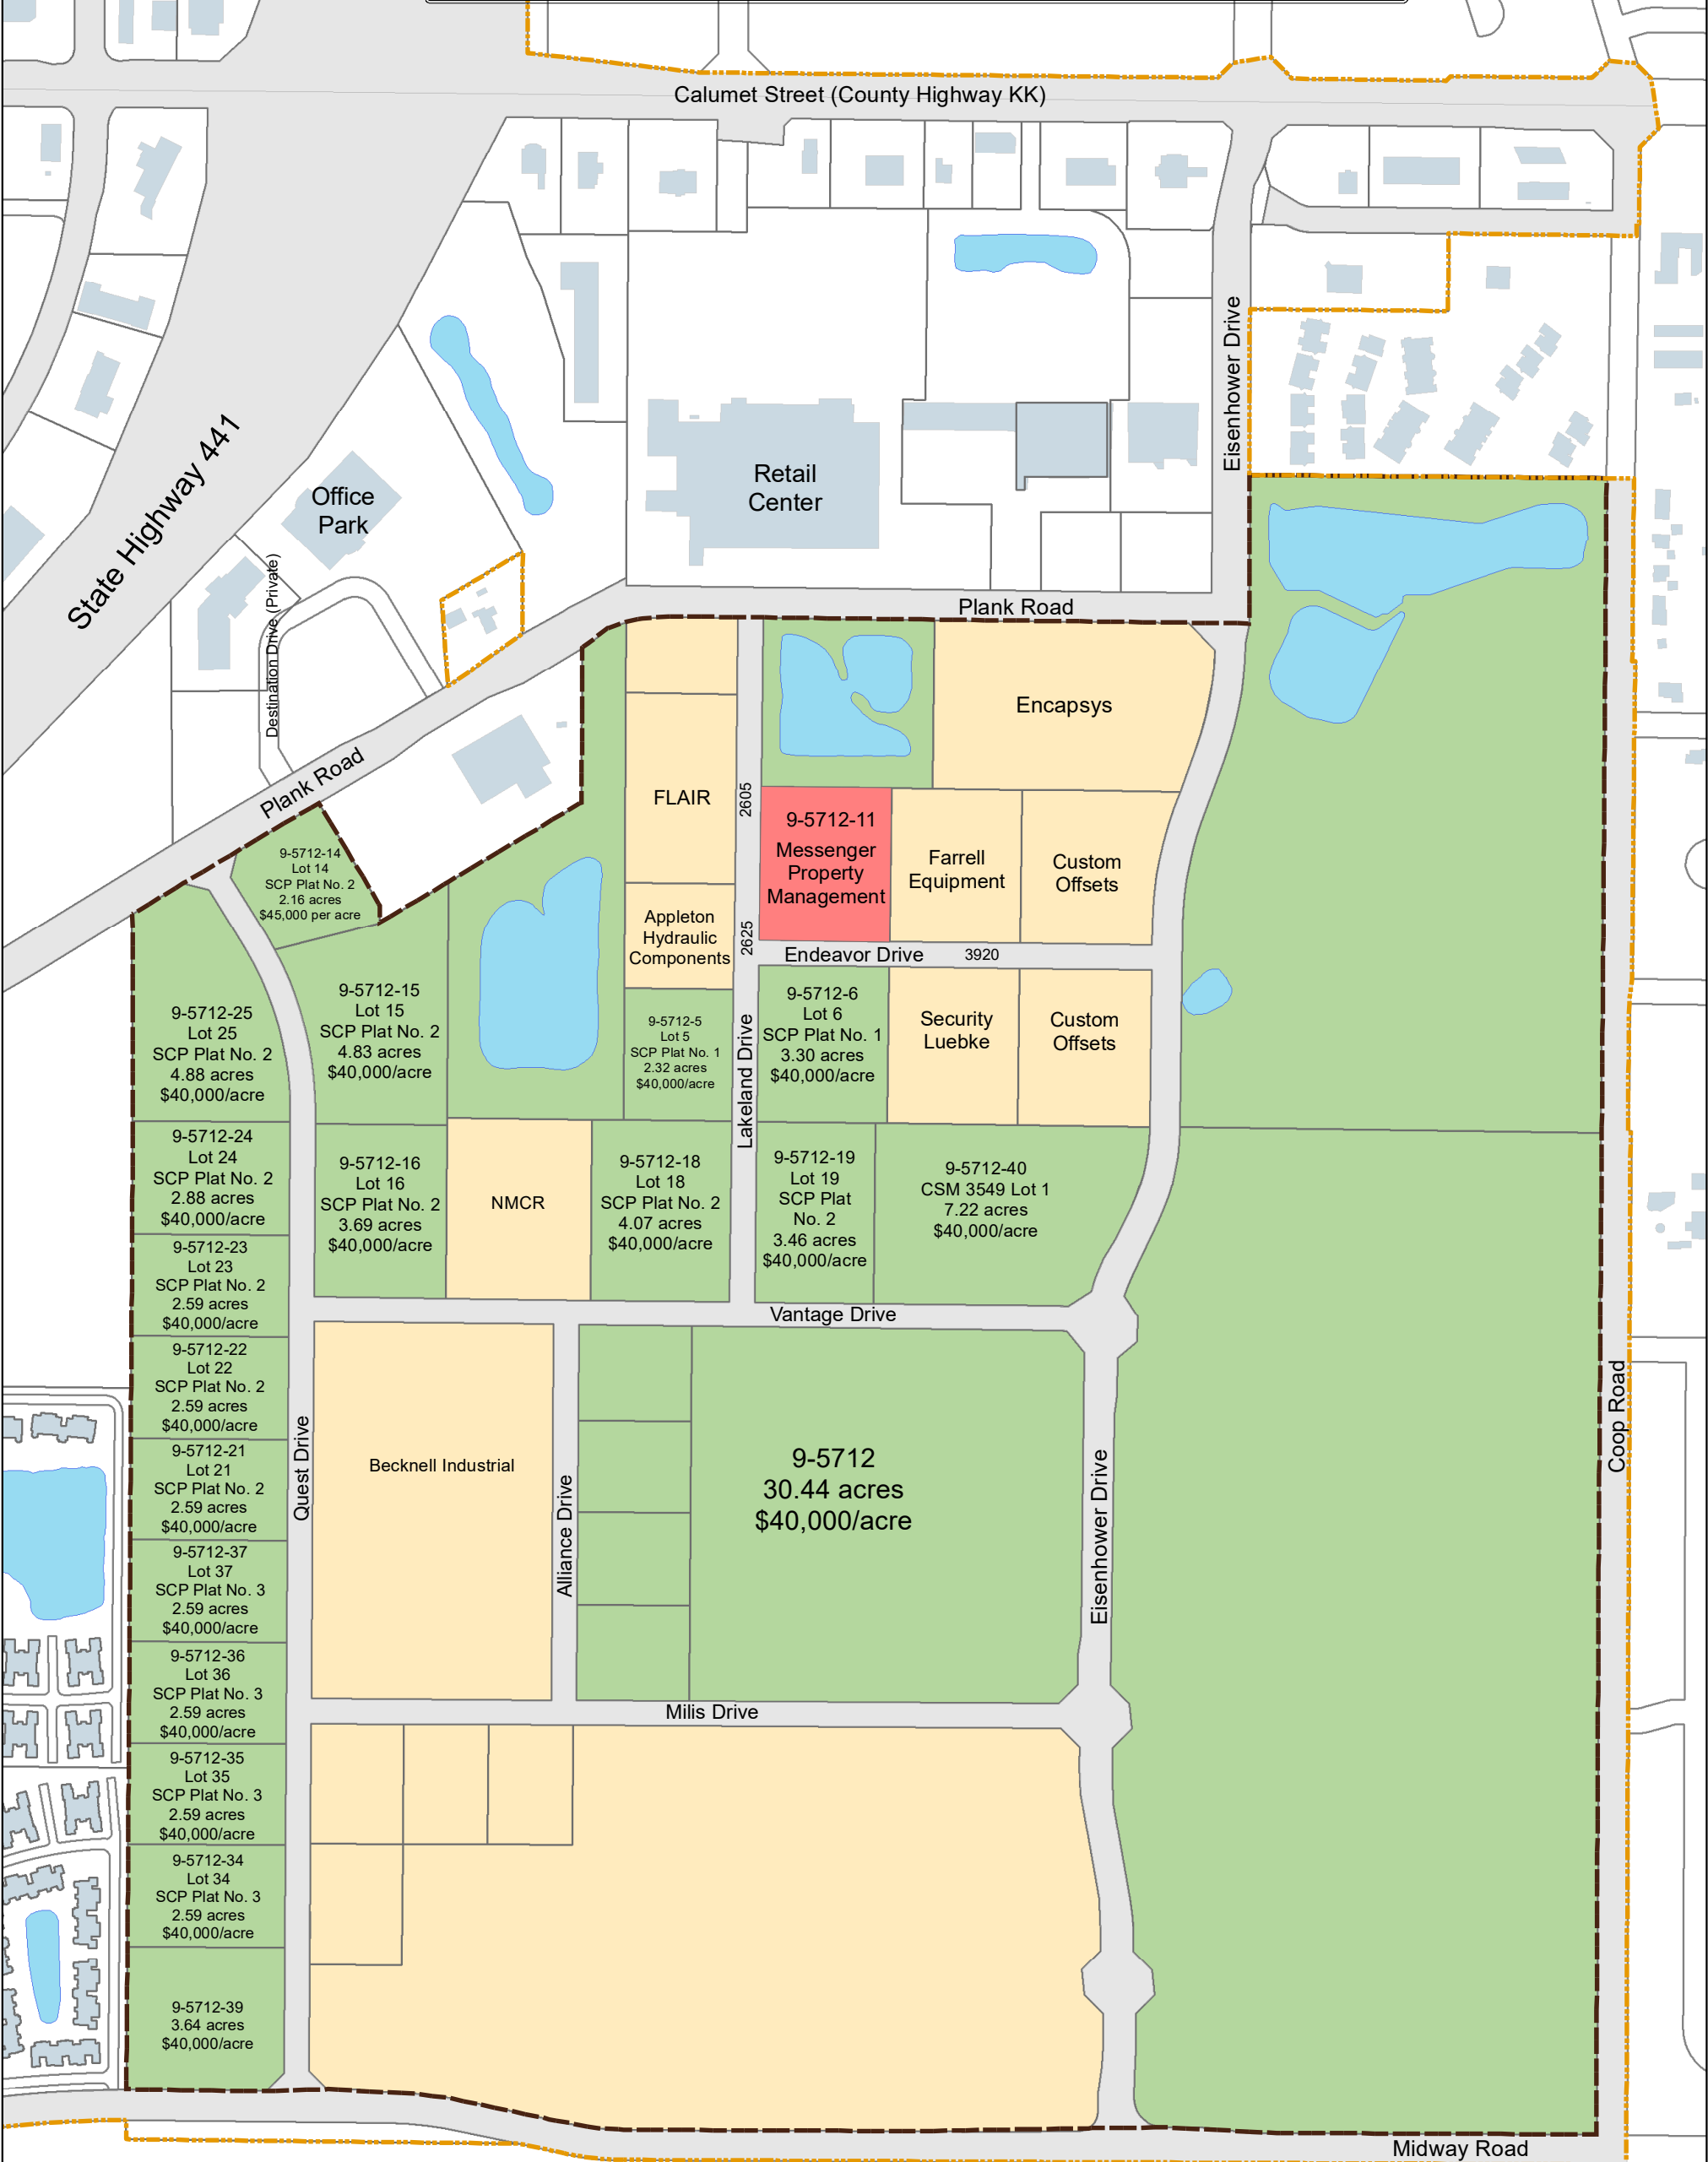 Calumet Street (County Highway KK)
Eisenhower Drive
State Highway 441
Office
Park
Retail
Center
Destination Drive (Private)
Plank Road
Plank Road
Encapsys
FLAIR
2605
9-5712-11
Messenger
Property
Management
Farrell
Equipment
Custom
Offsets
9-5712-14
Lot 14
SCP Plat No. 2
2.16 acres
$45,000 per acre
Appleton
Hydraulic
Components
2625
Endeavor Drive
3920
9-5712-25
Lot 25
SCP Plat No. 2
4.88 acres
$40,000/acre
9-5712-15
Lot 15
SCP Plat No. 2
4.83 acres
$40,000/acre
9-5712-5
Lot 5
SCP Plat No. 1
2.32 acres
$40,000/acre
Lakeland Drive
9-5712-6
Lot 6
SCP Plat No. 1
3.30 acres
$40,000/acre
Security
Luebke
Custom
Offsets
9-5712-24
Lot 24
SCP Plat No. 2
2.88 acres
$40,000/acre
9-5712-16
Lot 16
SCP Plat No. 2
3.69 acres
$40,000/acre
NMCR
9-5712-18
Lot 18
SCP Plat No. 2
4.07 acres
$40,000/acre
9-5712-19
Lot 19
SCP Plat
No. 2
3.46 acres
$40,000/acre
9-5712-40
CSM 3549 Lot 1
7.22 acres
$40,000/acre
9-5712-23
Lot 23
SCP Plat No. 2
2.59 acres
$40,000/acre
Vantage Drive
9-5712-22
Lot 22
SCP Plat No. 2
2.59 acres
$40,000/acre
9-5712-21
Lot 21
SCP Plat No. 2
2.59 acres
$40,000/acre
Quest Drive
Becknell Industrial
Alliance Drive
9-5712
30.44 acres
$40,000/acre
Eisenhower Drive
Coop Road
9-5712-37
Lot 37
SCP Plat No. 3
2.59 acres
$40,000/acre
9-5712-36
Lot 36
SCP Plat No. 3
2.59 acres
$40,000/acre
Milis Drive
9-5712-35
Lot 35
SCP Plat No. 3
2.59 acres
$40,000/acre
9-5712-34
Lot 34
SCP Plat No. 3
2.59 acres
$40,000/acre
9-5712-39
3.64 acres
$40,000/acre
Midway Road